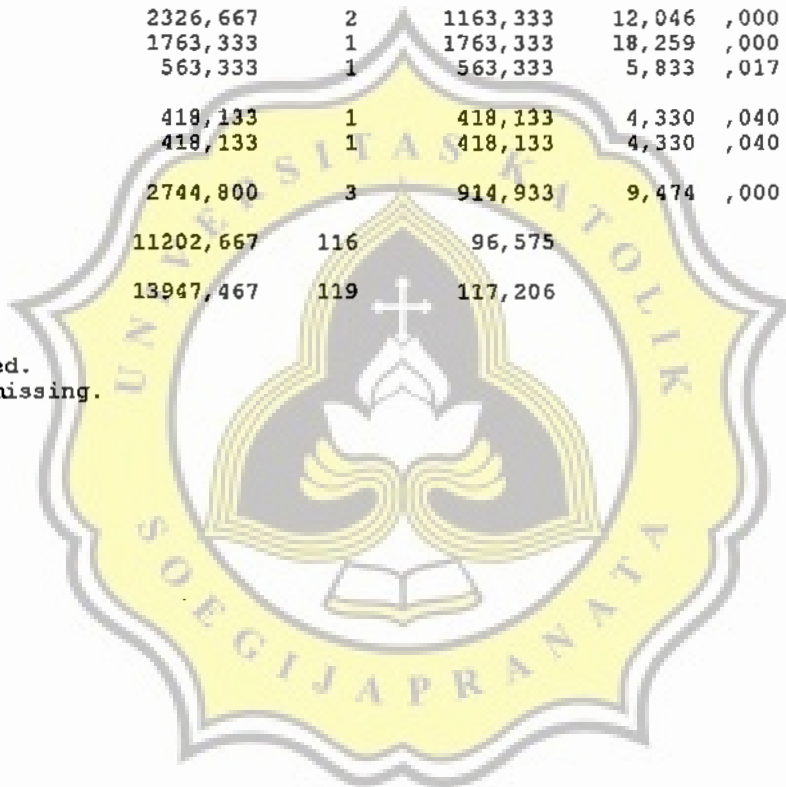 2326,667 2 1163,333 12,046 ,000
1763,333 1 1763,333 18,259 ,000
563,333 1 563,333 5,833 ,017
418,133 1 418,133 4,330 ,040
418,133 1 418,133 4,330 ,040
2744,800 3 914,933 9,474 ,000
11202,667 116 96,575
13947,467 119 117,206
ed.
missing.
UNIVERSITAS KATOLIK
SOEGIJAPRANATA